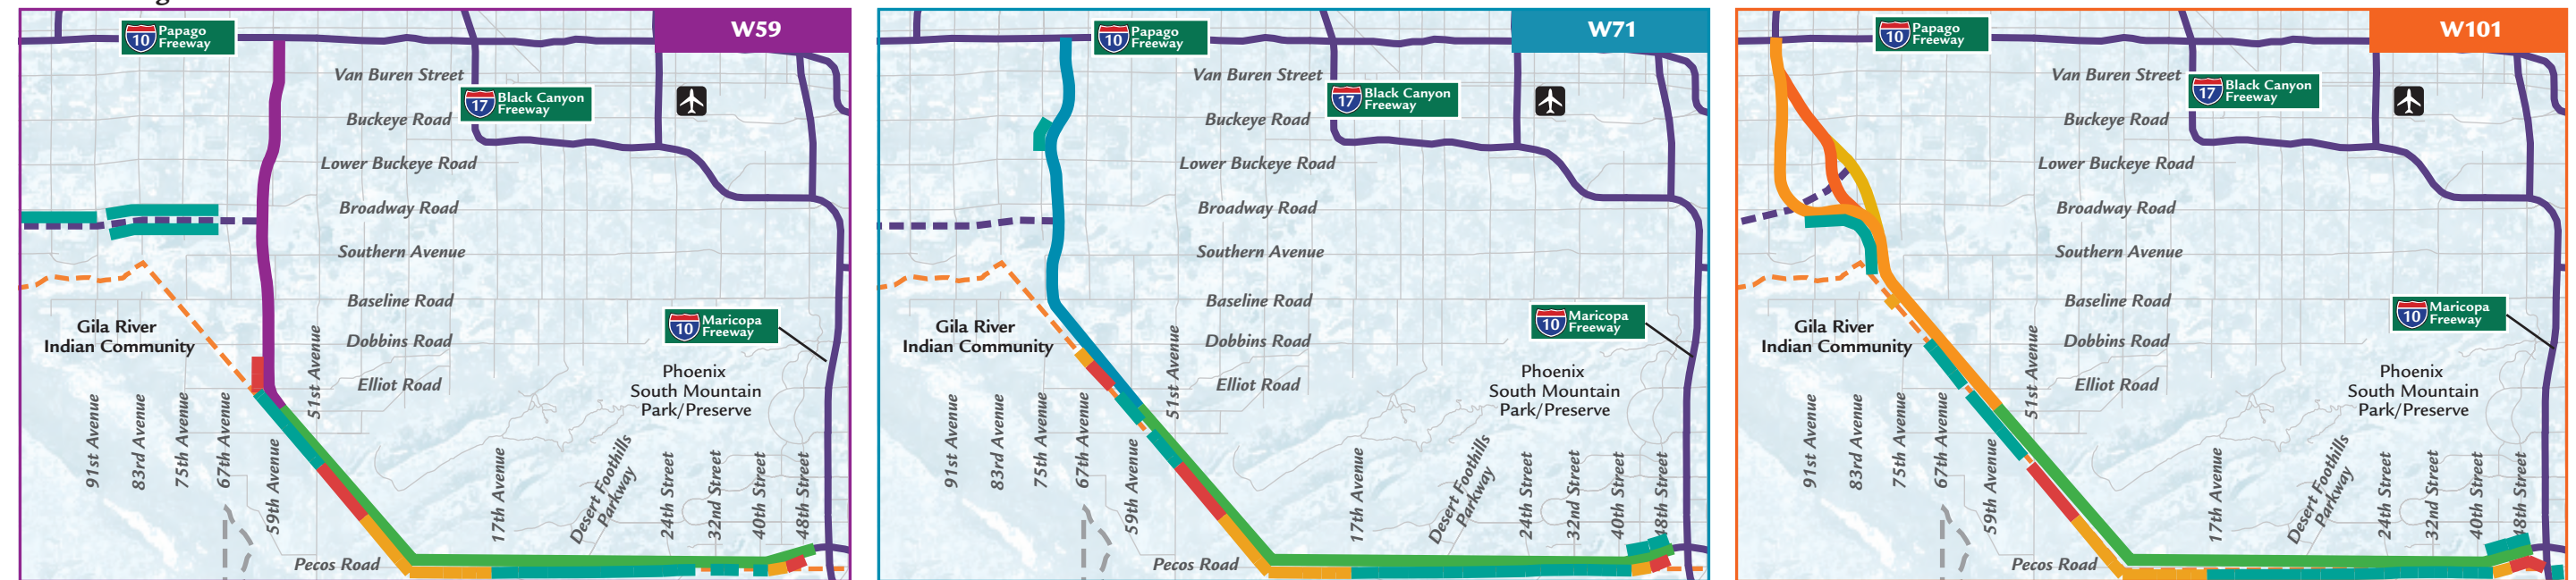 W59
10 Papago
Freeway
Van Buren Street
17 Black Canyon
Freeway
Buckeye Road
Lower Buckeye Road
Broadway Road
Southern Avenue
Baseline Road
10 Maricopa
Freeway
Gila River
Indian Community
Dobbins Road
51st Avenue
Phoenix
South Mountain
Park/Preserve
Elliot Road
91st Avenue
83rd Avenue
75th Avenue
67th Avenue
59th Avenue
17th Avenue
Desert Foothills
Parkway
24th Street
32nd Street
40th Street
48th Street
Pecos Road
W71
10 Papago
Freeway
Van Buren Street
17 Black Canyon
Freeway
Buckeye Road
Lower Buckeye Road
Broadway Road
Southern Avenue
Baseline Road
10 Maricopa
Freeway
Gila River
Indian Community
Dobbins Road
51st Avenue
Phoenix
South Mountain
Park/Preserve
Elliot Road
91st Avenue
83rd Avenue
75th Avenue
67th Avenue
59th Avenue
17th Avenue
Desert Foothills
Parkway
24th Street
32nd Street
40th Street
48th Street
Pecos Road
W101
10 Papago
Freeway
Van Buren Street
17 Black Canyon
Freeway
Buckeye Road
Lower Buckeye Road
Broadway Road
Southern Avenue
Baseline Road
10 Maricopa
Freeway
Gila River
Indian Community
Dobbins Road
51st Avenue
Phoenix
South Mountain
Park/Preserve
Elliot Road
91st Avenue
83rd Avenue
75th Avenue
67th Avenue
59th Avenue
17th Avenue
Desert Foothills
Parkway
24th Street
32nd Street
40th Street
48th Street
Pecos Road